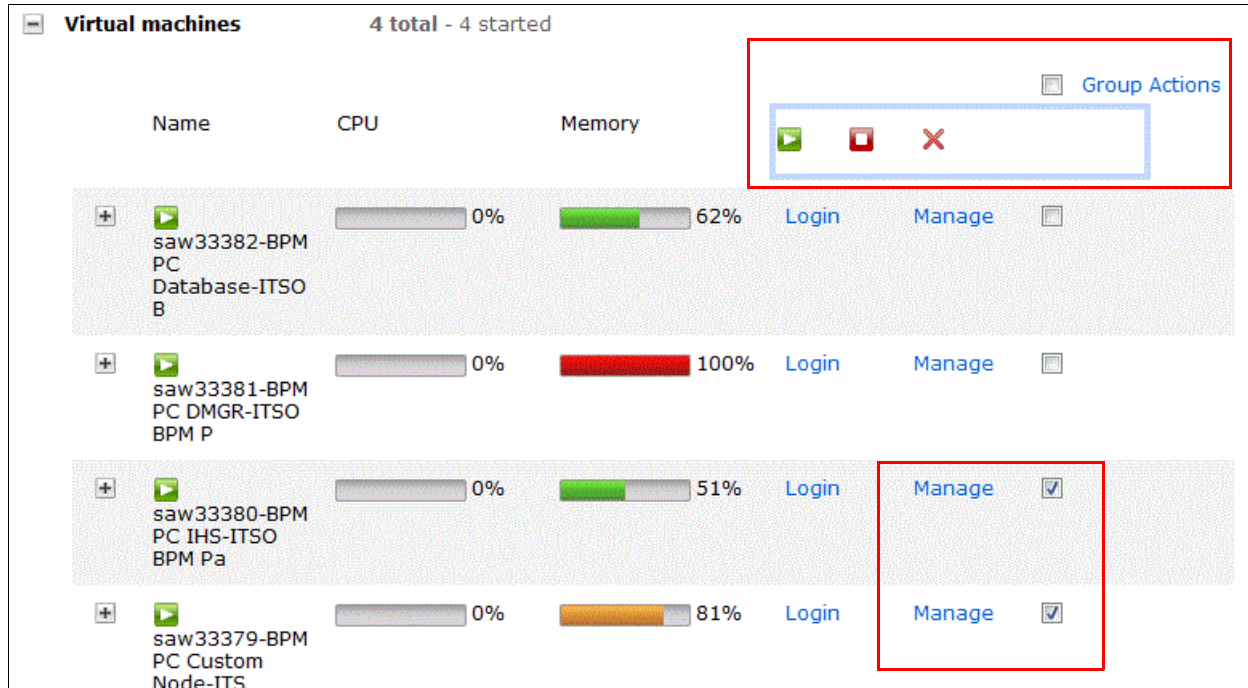 Virtual machines 4 total - 4 started
Group Actions
Name CPU Memory
0% 62% Login Manage
saw33382-BPM
PC
Database-ITSO
B
0% 100% Login Manage
saw33381-BPM
PC DMGR-ITSO
BPM P
0% 51% Login Manage
saw33380-BPM
PC IHS-ITSO
BPM Pa
0% 81% Login Manage
saw33379-BPM
PC Custom
Node-ITS